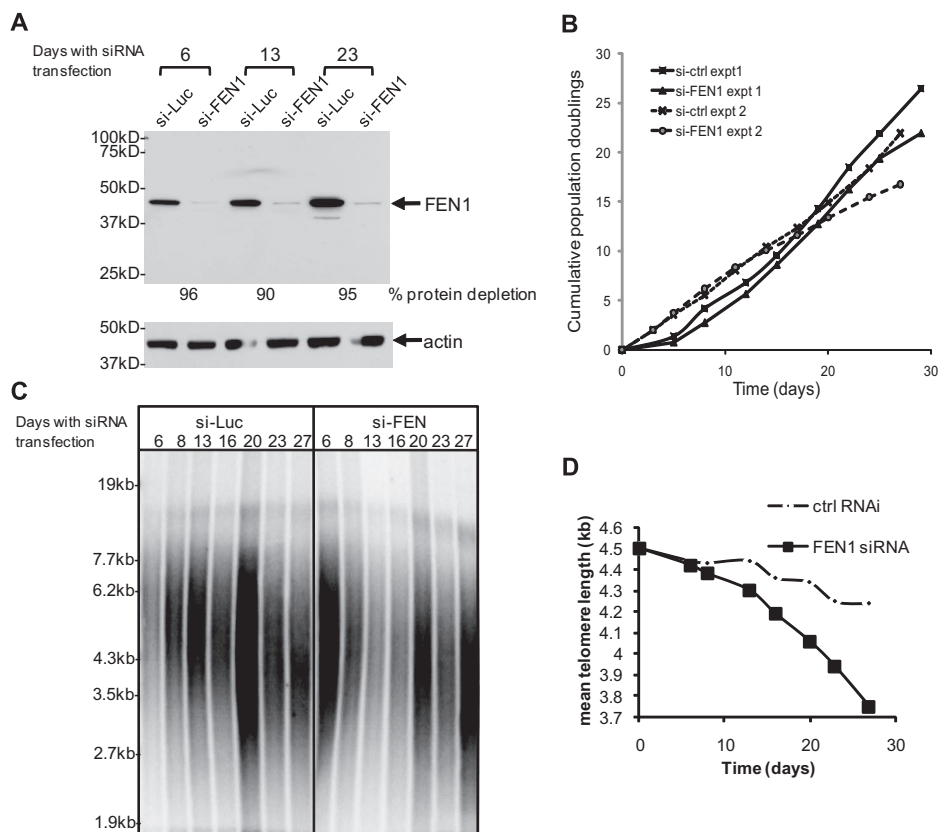 A
Days with siRNA
transfection
6 13 23
si-Luc si-FEN1 si-Luc si-FEN1 si-Luc si-FEN1
100kD
75kD
50kD
37kD
25kD
FEN1
96 90 95 % protein depletion
50kD
37kD
actin
B
Cumulative population doublings
30
25
20
15
10
5
0
si-ctrl expt1
si-FEN1 expt 1
si-ctrl expt 2
si-FEN1 expt 2
0 10 20 30
Time (days)
C
Days with siRNA
transfection
si-Luc si-FEN
6 8 13 16 20 23 27 6 8 13 16 20 23 27
19kb
7.7kb
6.2kb
4.3kb
3.5kb
2.7kb
1.9kb
D
ctrl RNAi
FEN1 siRNA
mean telomere length (kb)
4.6
4.5
4.4
4.3
4.2
4.1
4
3.9
3.8
3.7
0 10 20 30
Time (days)